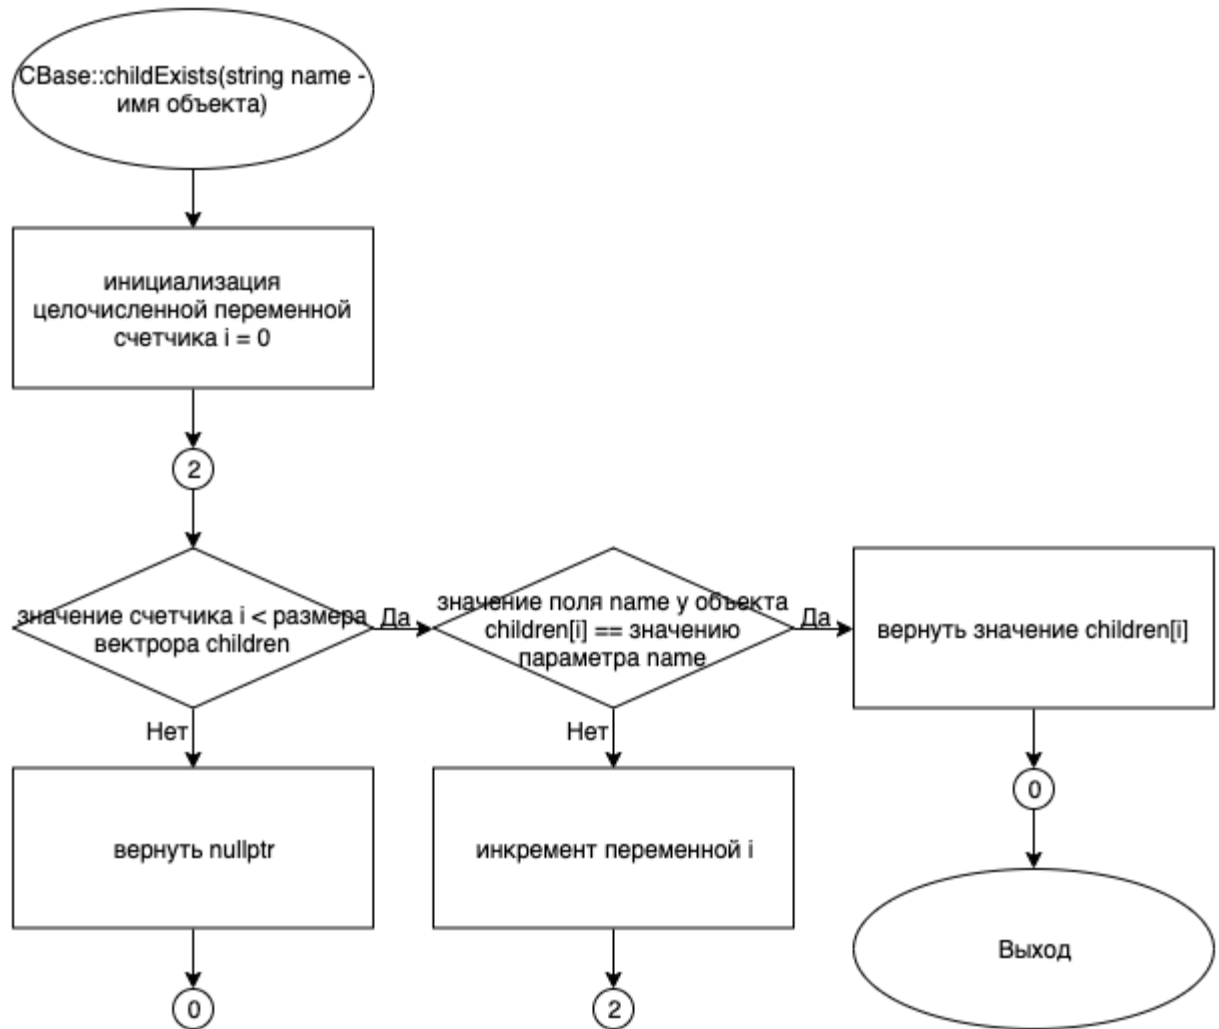 CBase::childExists(string name -
имя объекта)
инициализация
целочисленной переменной
счетчика i = 0
2
значение счетчика i < размера
вектрора children
Да
значение поля name у объекта
children[i] == значению
параметра name
Да
вернуть значение children[i]
Нет
Нет
вернуть nullptr
инкремент переменной i
0
Выход
0
2